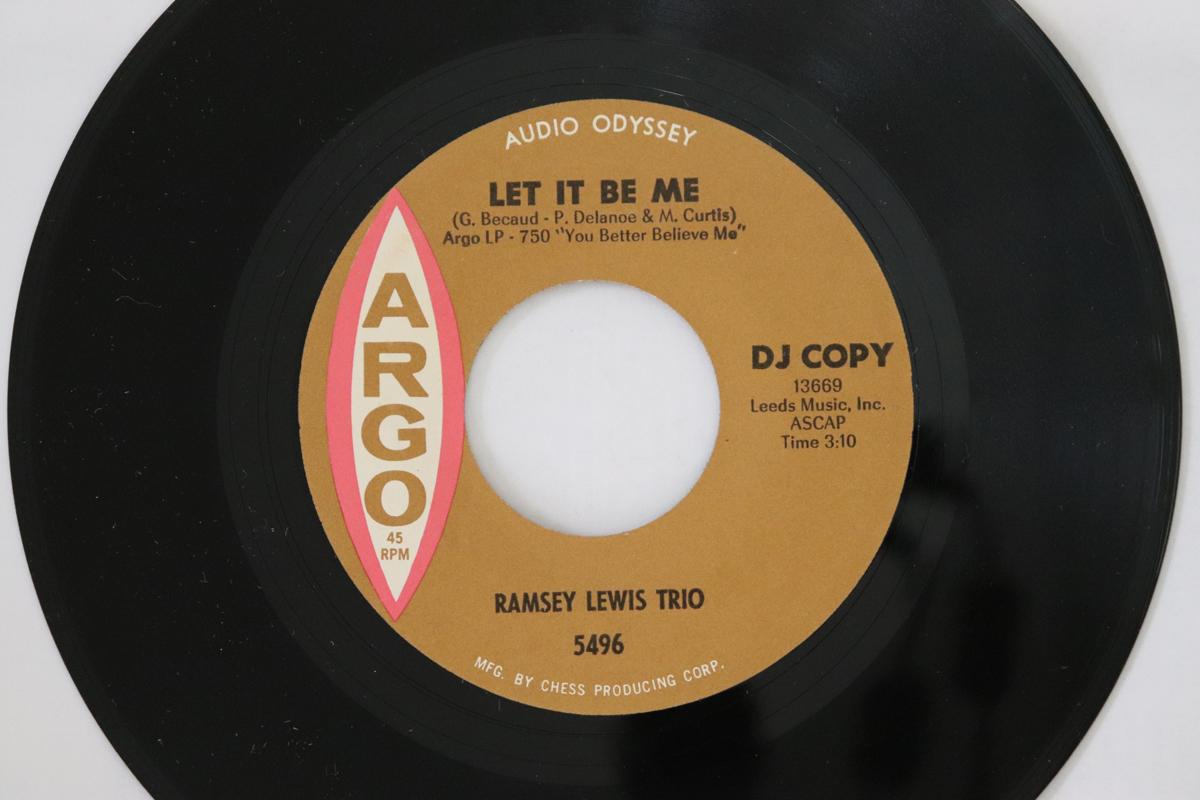 AUDIO ODYSSEY
LET IT BE ME
(G. Becaud - P. Delanoe & M. Curtis)
Argo LP - 750 "You Better Believe Me"
ARGO
45
RPM
DJ COPY
13669
Leeds Music, Inc.
ASCAP
Time 3:10
RAMSEY LEWIS TRIO
5496
MFG. BY CHESS PRODUCING CORP.